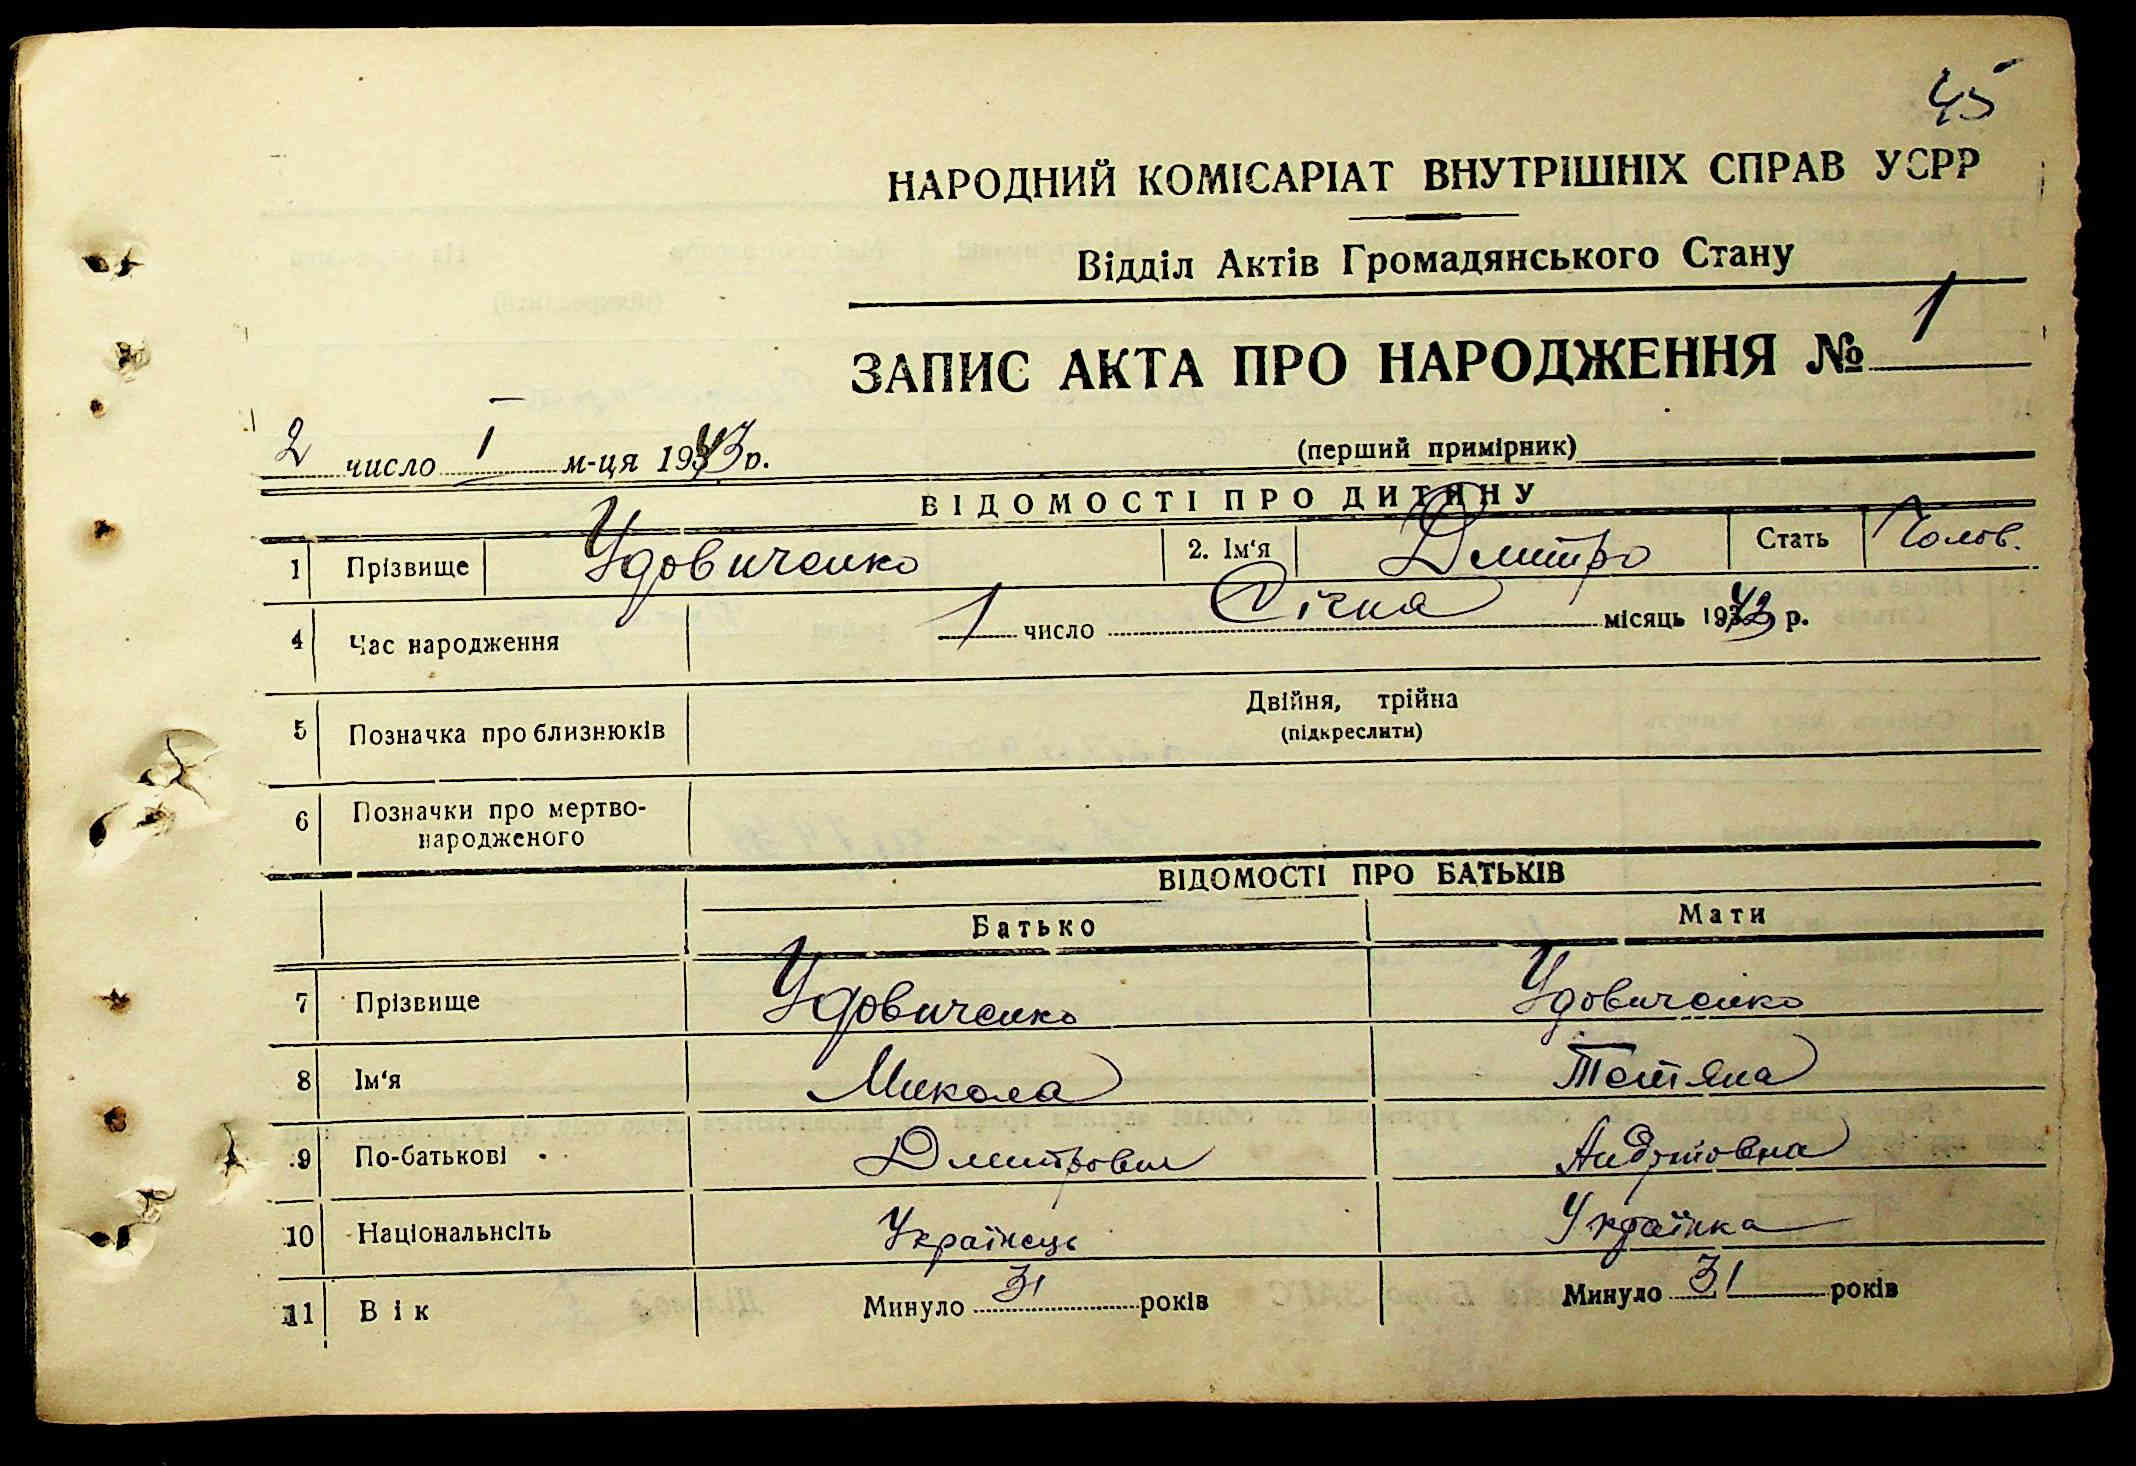 45
НАРОДНИЙ КОМІСАРІАТ ВНУТРІШНІХ СПРАВ УСРР
Відділ Актів Громадянського Стану
ЗАПИС АКТА ПРО НАРОДЖЕННЯ № 1
2 число I м-ця 1943 р.
(перший примірник)
ВІДОМОСТІ ПРО ДИТИНУ
1 Прізвище Удовиченко 2. Ім'я Дмитро Стать Чолов.
4 Час народження 1 число Січня місяць 1943 р.
5 Позначка про близнюків Двійня, трійна
(підкреслити)
6 Позначки про мертво-
народженого
ВІДОМОСТІ ПРО БАТЬКІВ
Батько Мати
7 Прізвище Удовиченко Удовиченко
8 Ім'я Микола Тетяна
9 По-батькові Дмитрович
10 Національнсіть Українець Українка
11 Вік Минуло 31 років Минуло 31 років